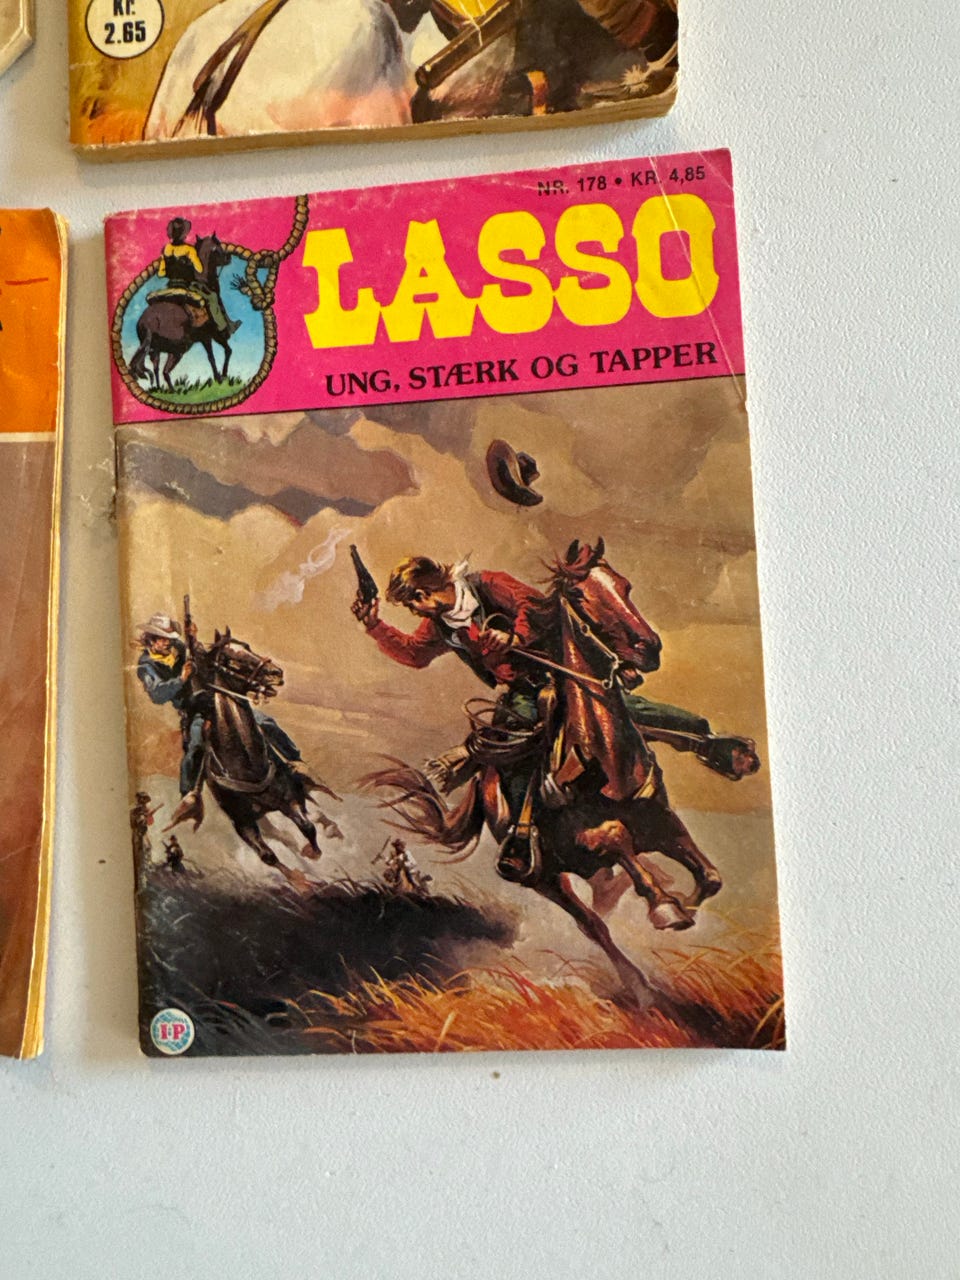 Kr.
2.65
NR. 178 • KR. 4,85
LASSO
UNG, STÆRK OG TAPPER
I·P